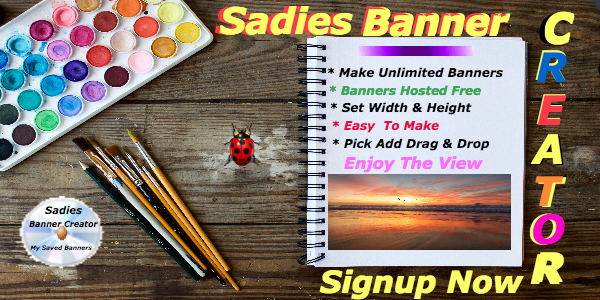 Sadies Banner
CREATOR
* Make Unlimited Banners
* Banners Hosted Free
* Set Width & Height
* Easy To Make
* Pick Add Drag & Drop
Enjoy The View
Sadies
Banner Creator
My Saved Banners
Signup Now